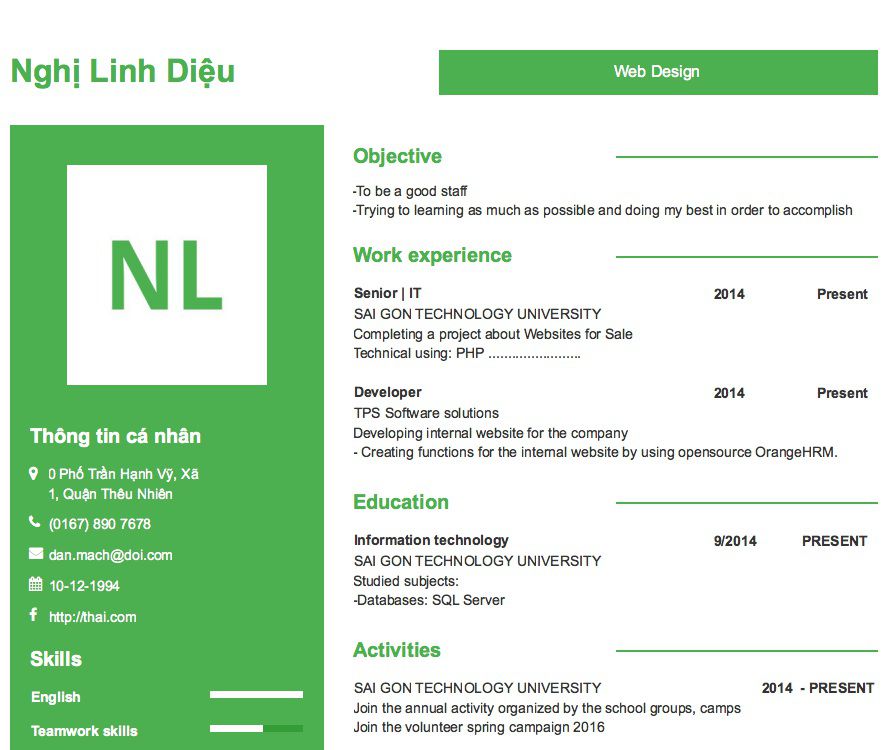 Nghị Linh Diệu
Web Design
NL
Thông tin cá nhân
0 Phố Trần Hạnh Vỹ, Xã
1, Quận Thêu Nhiên
(0167) 890 7678
dan.mach@doi.com
10-12-1994
http://thai.com
Skills
English
Teamwork skills
Objective
-To be a good staff
-Trying to learning as much as possible and doing my best in order to accomplish
Work experience
Senior | IT 2014 Present
SAI GON TECHNOLOGY UNIVERSITY
Completing a project about Websites for Sale
Technical using: PHP .......................
Developer 2014 Present
TPS Software solutions
Developing internal website for the company
- Creating functions for the internal website by using opensource OrangeHRM.
Education
Information technology 9/2014 PRESENT
SAI GON TECHNOLOGY UNIVERSITY
Studied subjects:
-Databases: SQL Server
Activities
SAI GON TECHNOLOGY UNIVERSITY 2014 - PRESENT
Join the annual activity organized by the school groups, camps
Join the volunteer spring campaign 2016